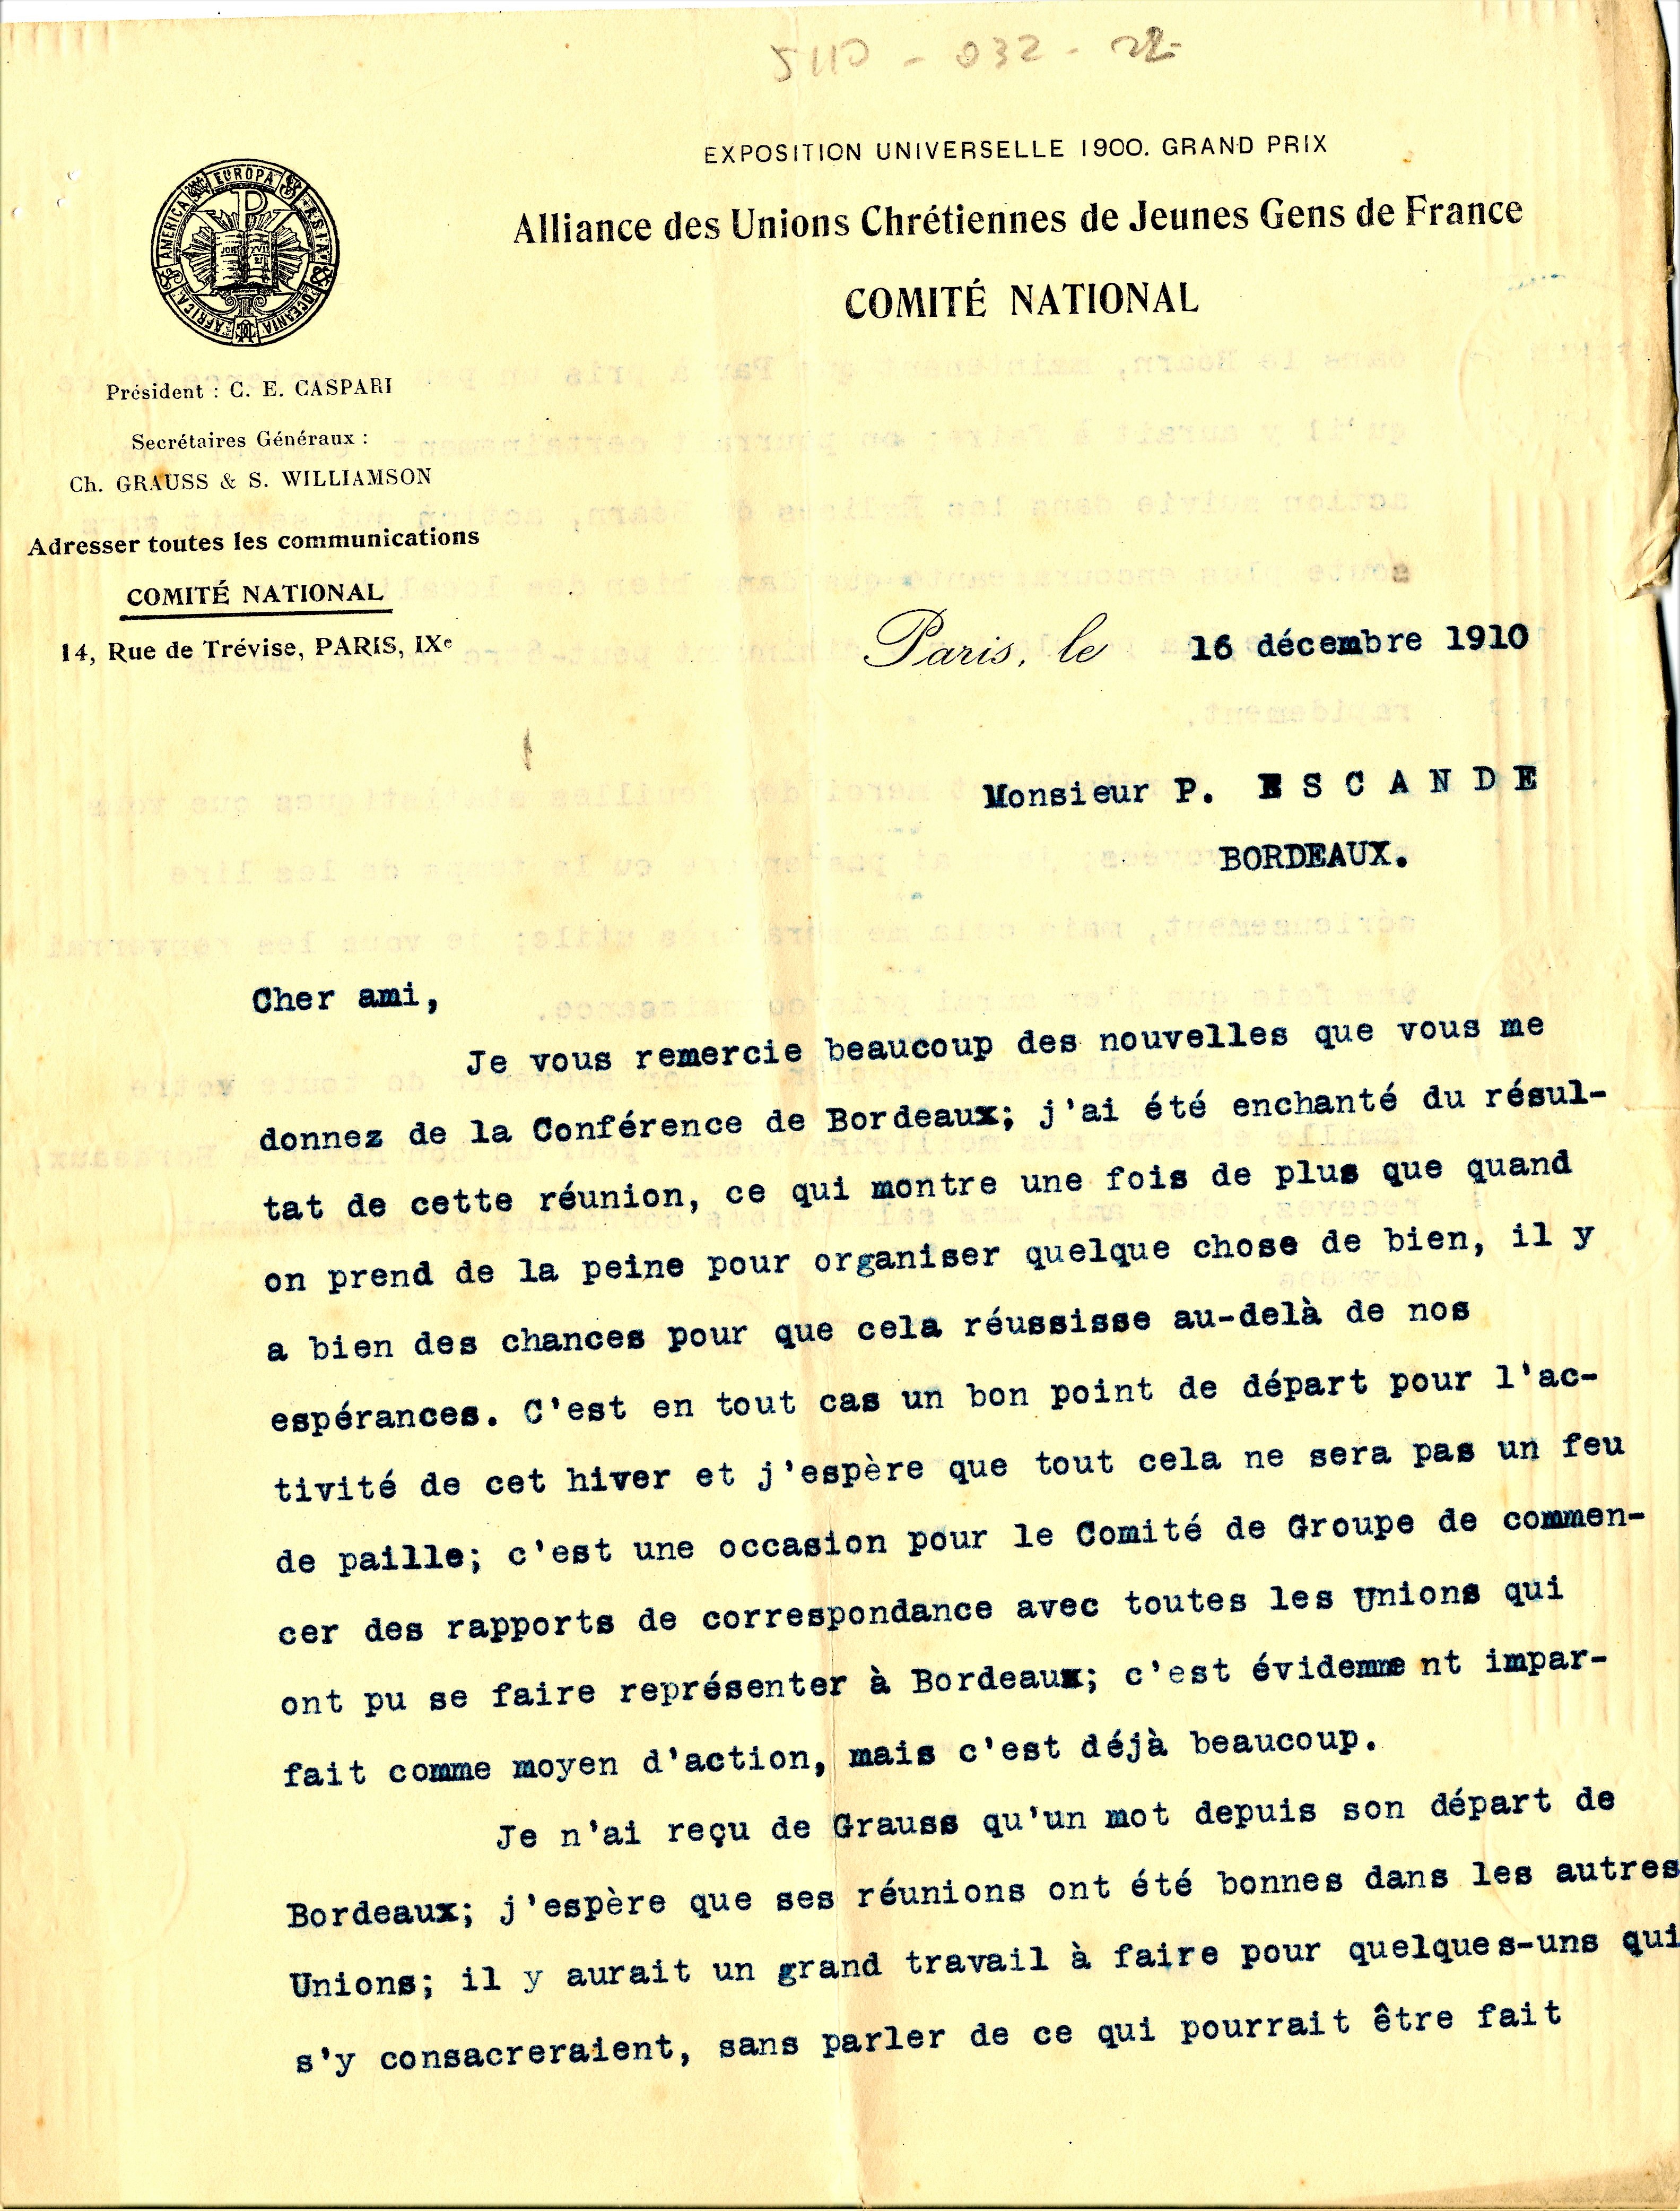 5110 - 032 - 22
EXPOSITION UNIVERSELLE 1900. GRAND PRIX
Alliance des Unions Chrétiennes de Jeunes Gens de France
COMITÉ NATIONAL
EUROPA ASIA OCEANIA AFRICA AMERICA
JOH XVII 21
Président : C. E. CASPARI
Secrétaires Généraux :
Ch. GRAUSS & S. WILLIAMSON
Adresser toutes les communications
COMITÉ NATIONAL
14, Rue de Trévise, PARIS, IXe
Paris, le 16 décembre 1910
Monsieur P. ESCANDE
BORDEAUX.
Cher ami,
Je vous remercie beaucoup des nouvelles que vous me
donnez de la Conférence de Bordeaux; j'ai été enchanté du résul-
tat de cette réunion, ce qui montre une fois de plus que quand
on prend de la peine pour organiser quelque chose de bien, il y
a bien des chances pour que cela réussisse au-delà de nos
espérances. C'est en tout cas un bon point de départ pour l'ac-
tivité de cet hiver et j'espère que tout cela ne sera pas un feu
de paille; c'est une occasion pour le Comité de Groupe de commen-
cer des rapports de correspondance avec toutes les Unions qui
ont pu se faire représenter à Bordeaux; c'est évidemment impar-
fait comme moyen d'action, mais c'est déjà beaucoup.
Je n'ai reçu de Grauss qu'un mot depuis son départ de
Bordeaux; j'espère que ses réunions ont été bonnes dans les autres
Unions; il y aurait un grand travail à faire pour quelques-uns qui
s'y consacreraient, sans parler de ce qui pourrait être fait